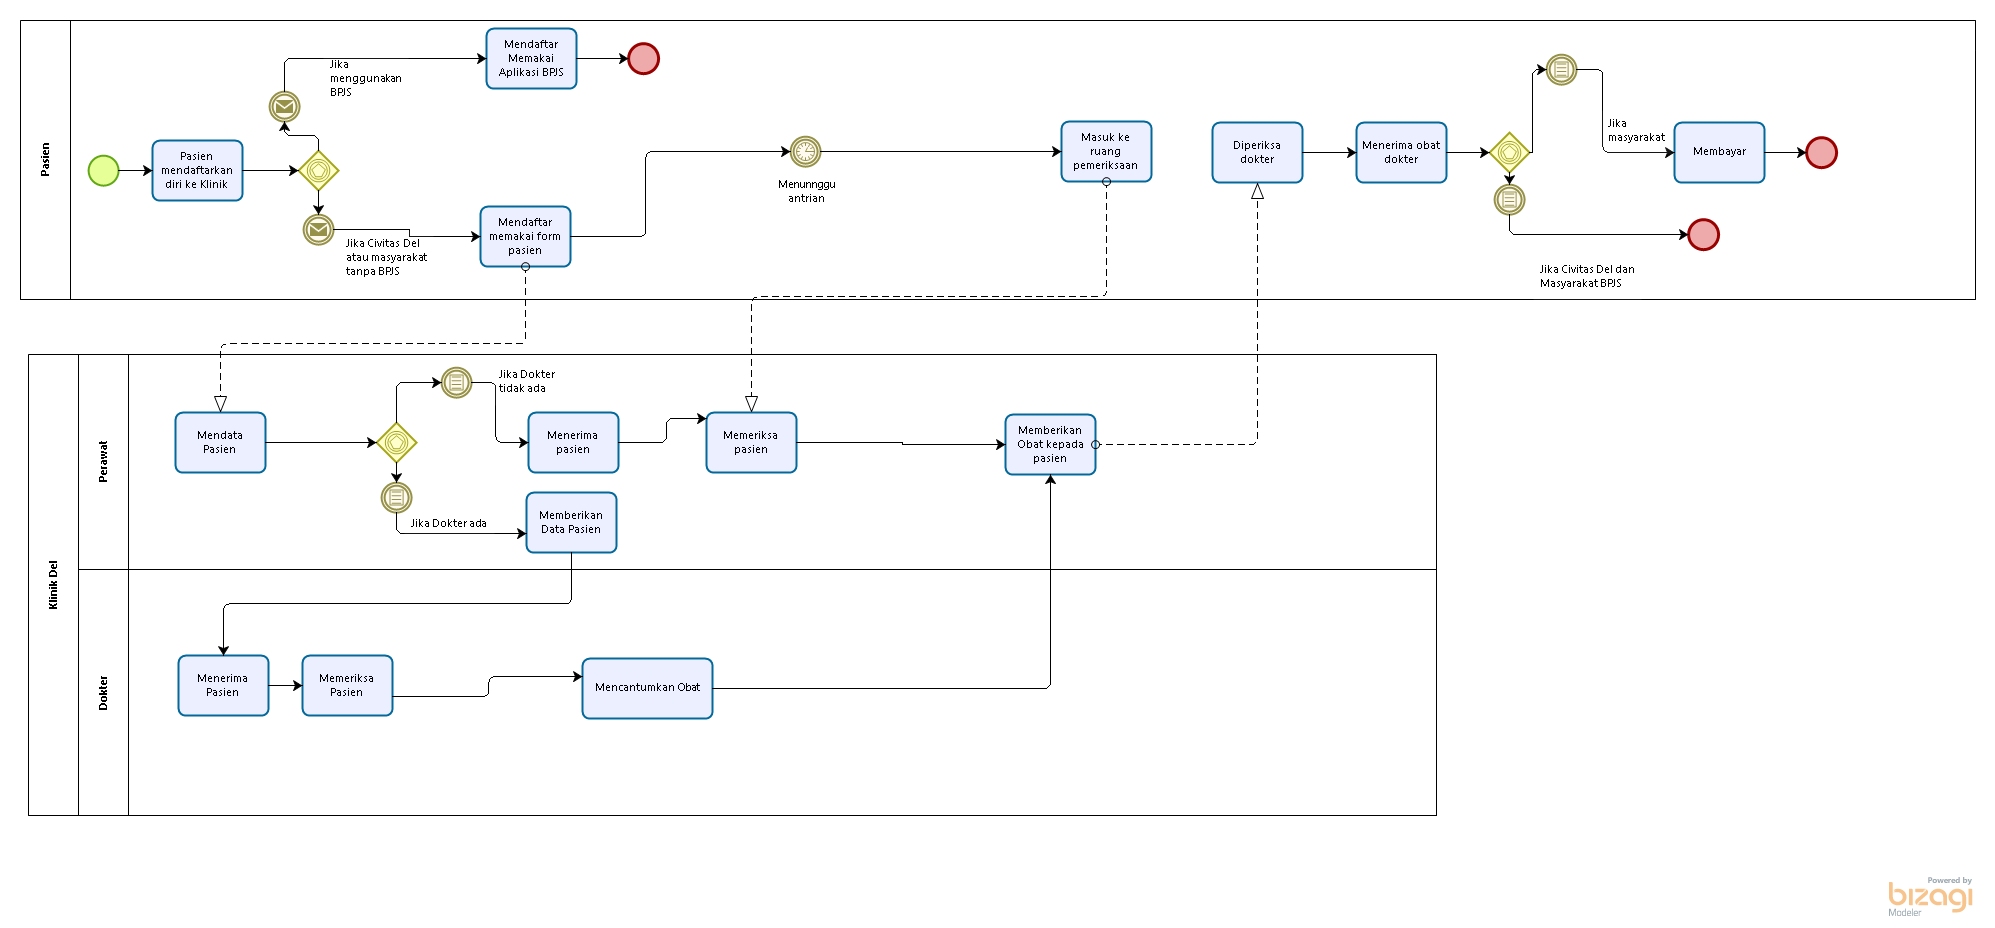 Pasien
Pasien
mendaftarkan
diri ke Klinik
Jika
menggunakan
BPJS
Mendaftar
Memakai
Aplikasi BPJS
Jika Civitas Del
atau masyarakat
tanpa BPJS
Mendaftar
memakai form
pasien
Menunnggu
antrian
Masuk ke
ruang
pemeriksaan
Diperiksa
dokter
Menerima obat
dokter
Jika
masyarakat
Membayar
Jika Civitas Del dan
Masyarakat BPJS
Klinik Del
Perawat
Mendata
Pasien
Jika Dokter
tidak ada
Menerima
pasien
Memeriksa
pasien
Memberikan
Obat kepada
pasien
Jika Dokter ada
Memberikan
Data Pasien
Dokter
Menerima
Pasien
Memeriksa
Pasien
Mencantumkan Obat
Powered by
bizagi
Modeler